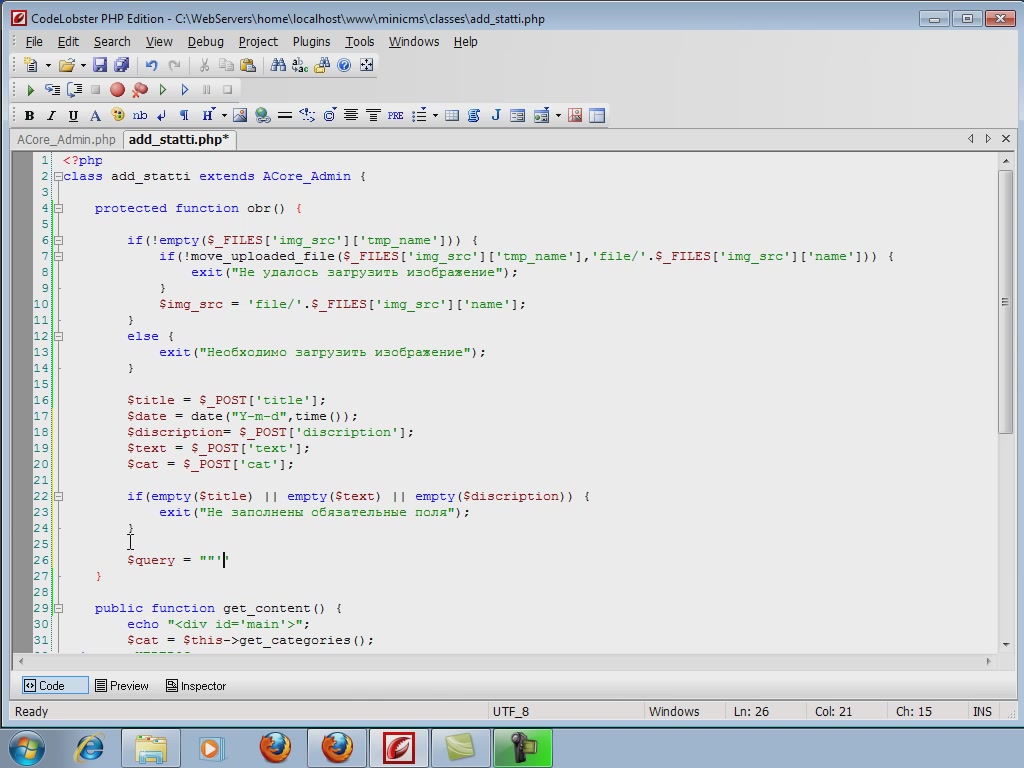 CodeLobster PHP Edition - C:\WebServers\home\localhost\www\minicms\classes\add_statti.php
File Edit Search View Debug Project Plugins Tools Windows Help
B I U A nb ¶ H PRE J
ACore_Admin.php add_statti.php*
1 <?php
2 class add_statti extends ACore_Admin {
3
4 protected function obr() {
5
6 if(!empty($_FILES['img_src']['tmp_name'])) {
7 if(!move_uploaded_file($_FILES['img_src']['tmp_name'],'file/'.$_FILES['img_src']['name'])) {
8 exit("Не удалось загрузить изображение");
9 }
10 $img_src = 'file/'.$_FILES['img_src']['name'];
11 }
12 else {
13 exit("Необходимо загрузить изображение");
14 }
15
16 $title = $_POST['title'];
17 $date = date("Y-m-d",time());
18 $discription= $_POST['discription'];
19 $text = $_POST['text'];
20 $cat = $_POST['cat'];
21
22 if(empty($title) || empty($text) || empty($discription)) {
23 exit("Не заполнены обязательные поля");
24 }
25
26 $query = ""''
27 }
28
29 public function get_content() {
30 echo "<div id='main'>";
31 $cat = $this->get_categories();
Code Preview Inspector
Ready UTF_8 Windows Ln: 26 Col: 21 Ch: 15 INS